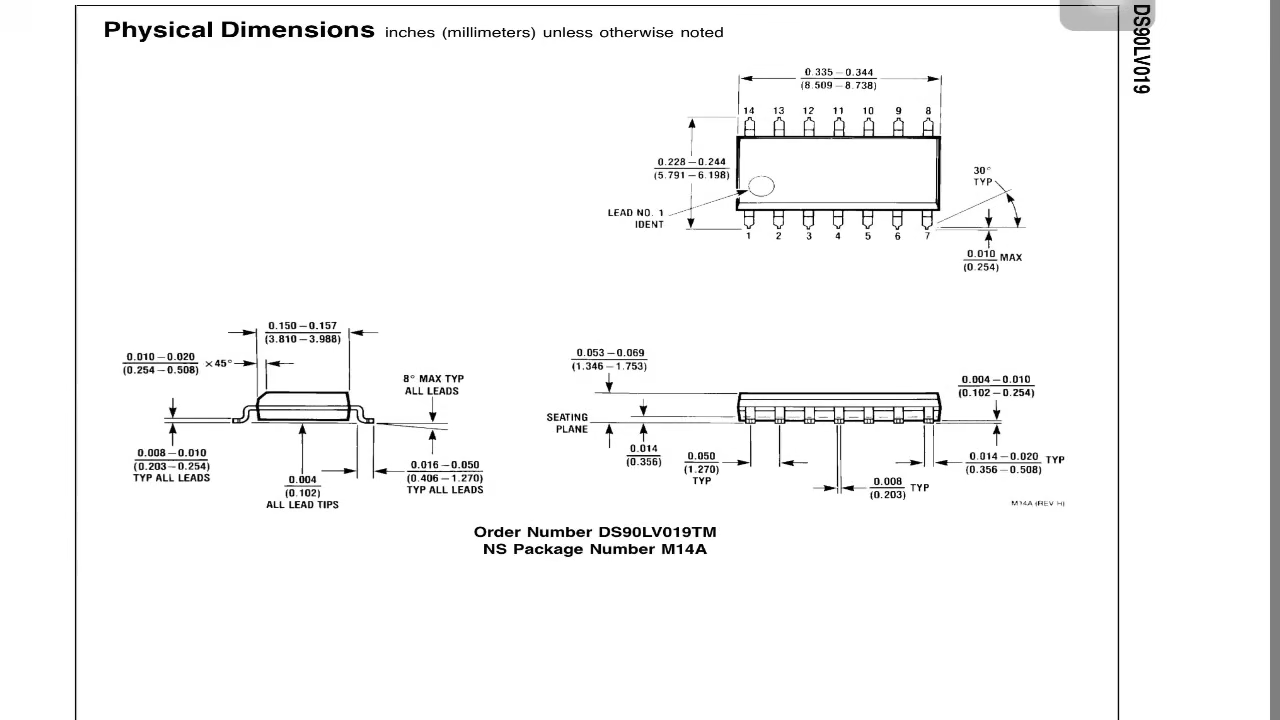 Physical Dimensions inches (millimeters) unless otherwise noted
DS90LV019
0.335 – 0.344
(8.509 – 8.738)
14 13 12 11 10 9 8
0.228 – 0.244
(5.791 – 6.198)
30°
TYP
LEAD NO. 1
IDENT
1 2 3 4 5 6 7
0.010 MAX
(0.254)
0.150 – 0.157
(3.810 – 3.988)
0.010 – 0.020
(0.254 – 0.508)
×45°
8° MAX TYP
ALL LEADS
0.008 – 0.010
(0.203 – 0.254)
TYP ALL LEADS
0.004
(0.102)
ALL LEAD TIPS
0.016 – 0.050
(0.406 – 1.270)
TYP ALL LEADS
0.053 – 0.069
(1.346 – 1.753)
SEATING
PLANE
0.014
(0.356)
0.050
(1.270)
TYP
0.004 – 0.010
(0.102 – 0.254)
0.014 – 0.020 TYP
(0.356 – 0.508)
0.008 TYP
(0.203)
M14A (REV H)
Order Number DS90LV019TM
NS Package Number M14A